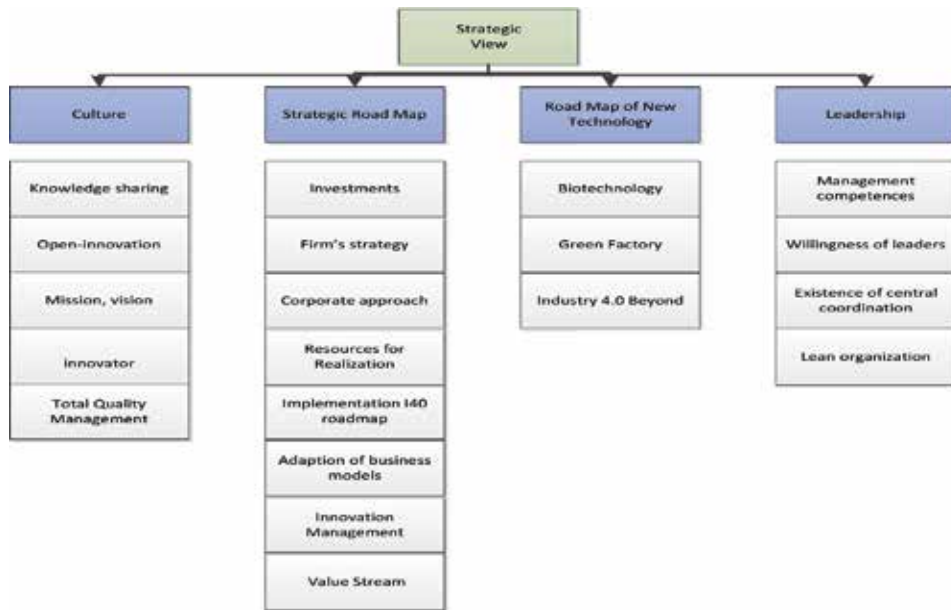 Strategic
View
Culture
Strategic Road Map
Road Map of New
Technology
Leadership
Knowledge sharing
Open-innovation
Mission, vision
innovator
Total Quality
Management
Investments
Firm's strategy
Corporate approach
Resources for
Realization
Implementation I40
roadmap
Adaption of business
models
Innovation
Management
Value Stream
Biotechnology
Green Factory
Industry 4.0 Beyond
Management
competences
Willingness of leaders
Existence of central
coordination
Lean organization